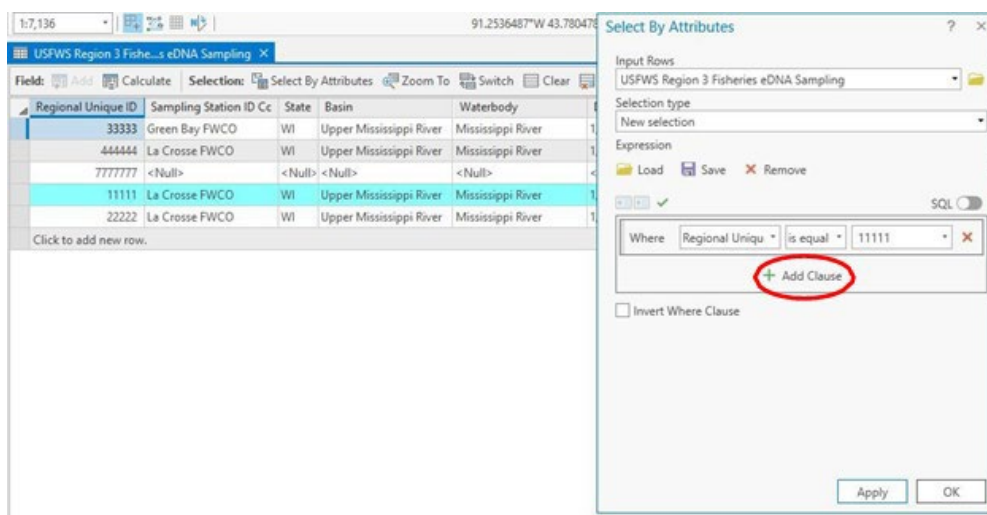 1:7,136
91.2536487°W 43.780478
USFWS Region 3 Fishe...s eDNA Sampling ×
Field: Add Calculate Selection: Select By Attributes Zoom To Switch Clear
Regional Unique ID Sampling Station ID Cc State Basin Waterbody
33333 Green Bay FWCO WI Upper Mississippi River Mississippi River 1,
444444 La Crosse FWCO WI Upper Mississippi River Mississippi River 1,
7777777 <Null> <Null> <Null> <Null> <
11111 La Crosse FWCO WI Upper Mississippi River Mississippi River 1,
22222 La Crosse FWCO WI Upper Mississippi River Mississippi River 1,
Click to add new row.
Select By Attributes ? ×
Input Rows
USFWS Region 3 Fisheries eDNA Sampling
Selection type
New selection
Expression
Load Save Remove
SQL
Where Regional Uniqu is equal 11111
Add Clause
Invert Where Clause
Apply OK